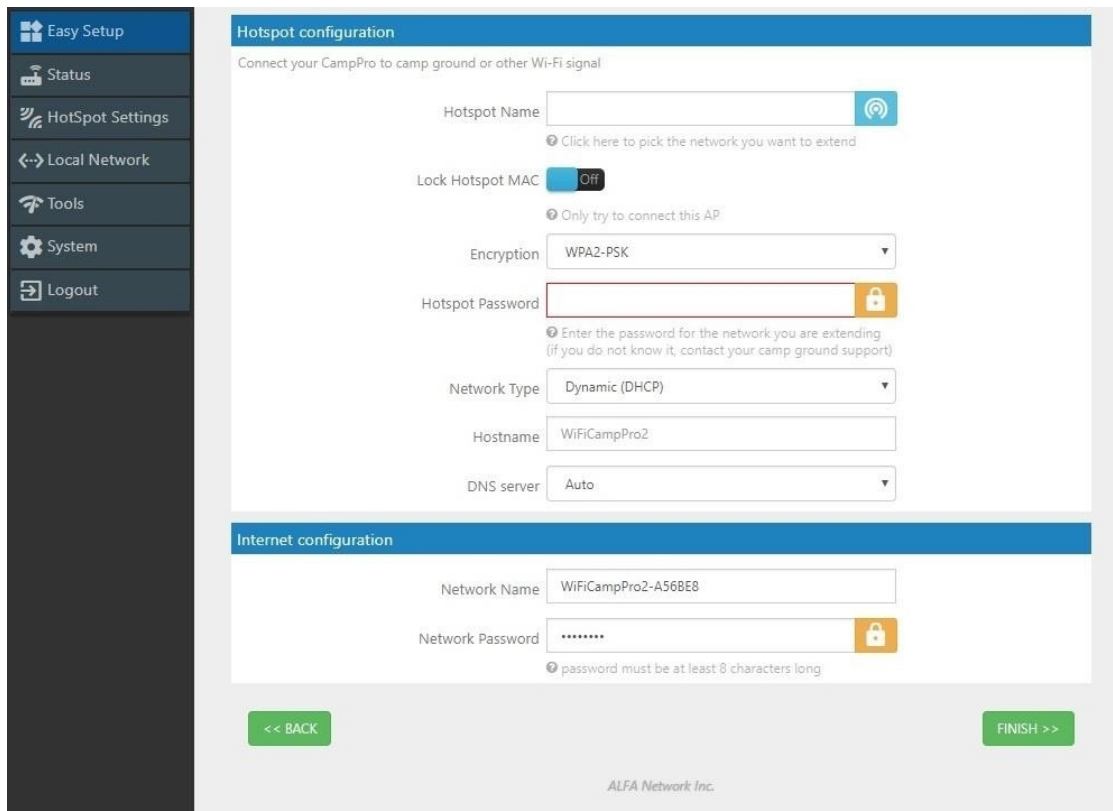 Easy Setup
Status
HotSpot Settings
Local Network
Tools
System
Logout
Hotspot configuration
Connect your CampPro to camp ground or other Wi-Fi signal
Hotspot Name
Click here to pick the network you want to extend
Lock Hotspot MAC Off
Only try to connect this AP
Encryption WPA2-PSK
Hotspot Password
Enter the password for the network you are extending
(if you do not know it, contact your camp ground support)
Network Type Dynamic (DHCP)
Hostname WiFiCampPro2
DNS server Auto
Internet configuration
Network Name WiFiCampPro2-A56BE8
Network Password ••••••••
password must be at least 8 characters long
<< BACK
FINISH >>
ALFA Network Inc.